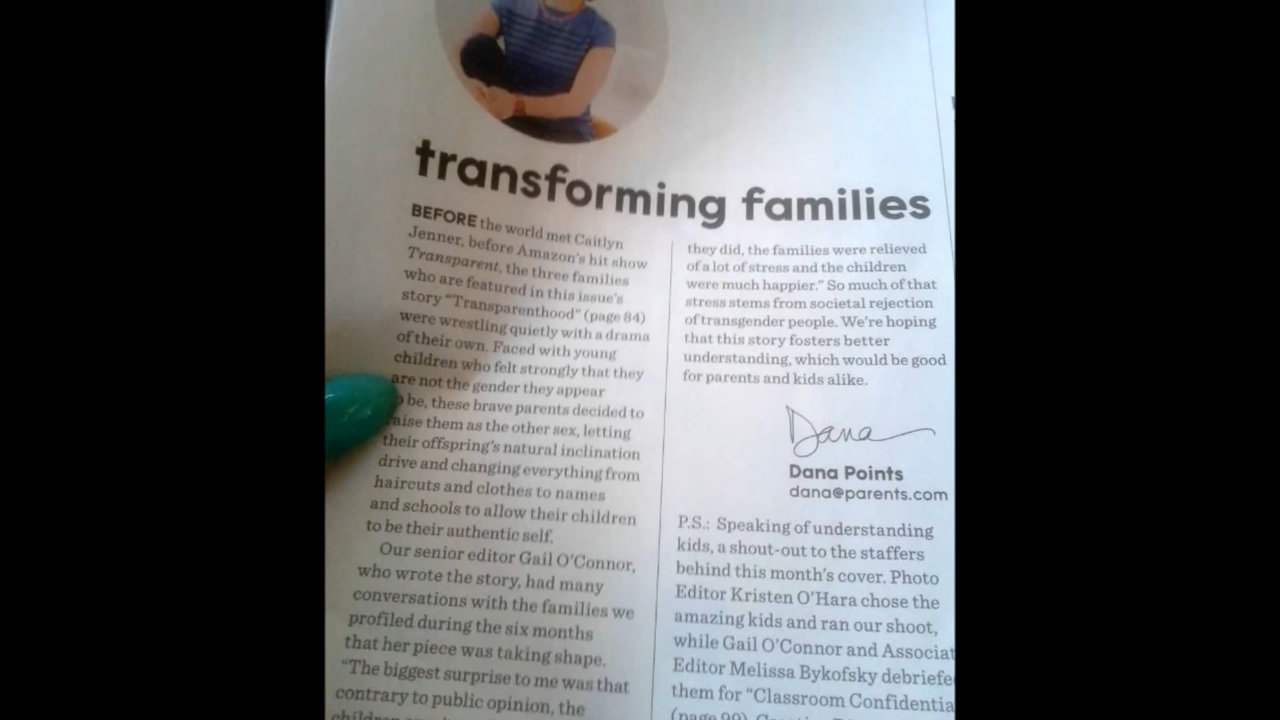 transforming families
BEFORE the world met Caitlyn
Jenner, before Amazon's hit show
Transparent, the three families
who are featured in this issue's
story "Transparenthood" (page 84)
were wrestling quietly with a drama
of their own. Faced with young
children who felt strongly that they
are not the gender they appear
be, these brave parents decided to
raise them as the other sex, letting
their offspring's natural inclination
drive and changing everything from
haircuts and clothes to names
and schools to allow their children
to be their authentic self.
Our senior editor Gail O'Connor,
who wrote the story, had many
conversations with the families we
profiled during the six months
that her piece was taking shape.
"The biggest surprise to me was that
contrary to public opinion, the
children
they did, the families were relieved
of a lot of stress and the children
were much happier." So much of that
stress stems from societal rejection
of transgender people. We're hoping
that this story fosters better
understanding, which would be good
for parents and kids alike.
Dana
Dana Points
dana@parents.com
P.S.: Speaking of understanding
kids, a shout-out to the staffers
behind this month's cover. Photo
Editor Kristen O'Hara chose the
amazing kids and ran our shoot,
while Gail O'Connor and Associat
Editor Melissa Bykofsky debriefe
them for "Classroom Confidentia
(page 90),